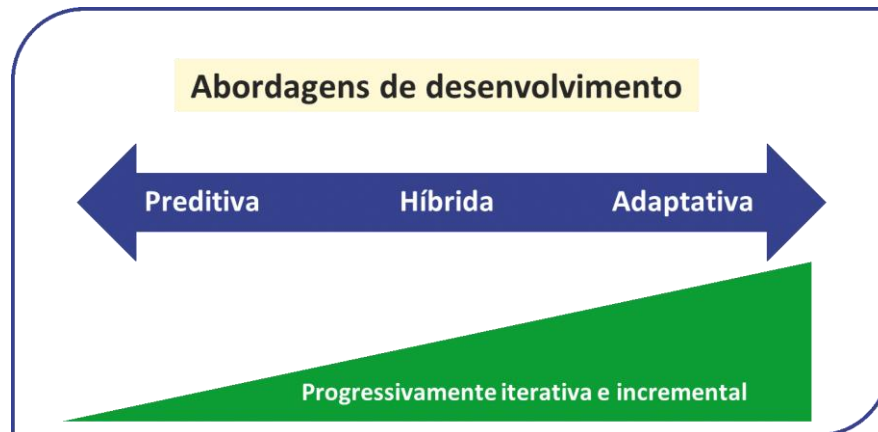 Abordagens de desenvolvimento
Preditiva Híbrida Adaptativa
Progressivamente iterativa e incremental